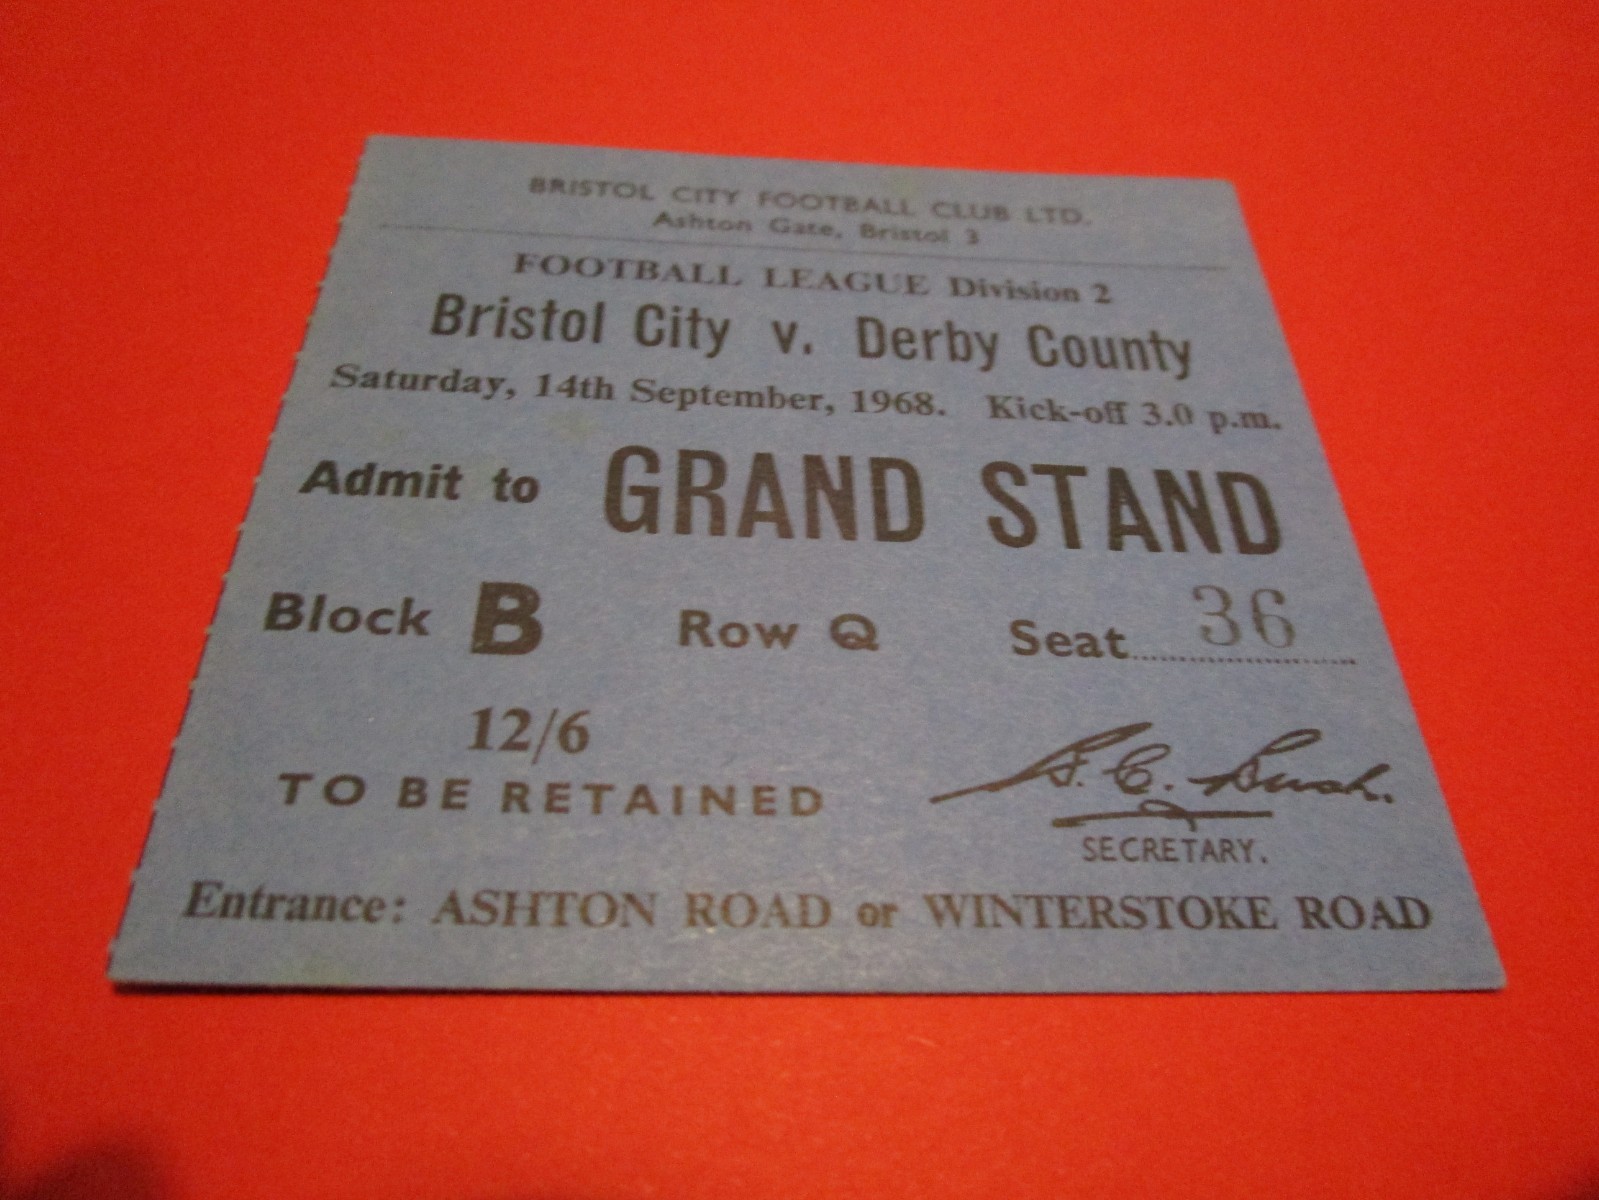 BRISTOL CITY FOOTBALL CLUB LTD.
Ashton Gate, Bristol 3
FOOTBALL LEAGUE Division 2
Bristol City v. Derby County
Saturday, 14th September, 1968. Kick-off 3.0 p.m.
Admit to GRAND STAND
Block B Row Q Seat 36
12/6
TO BE RETAINED
SECRETARY.
Entrance: ASHTON ROAD or WINTERSTOKE ROAD